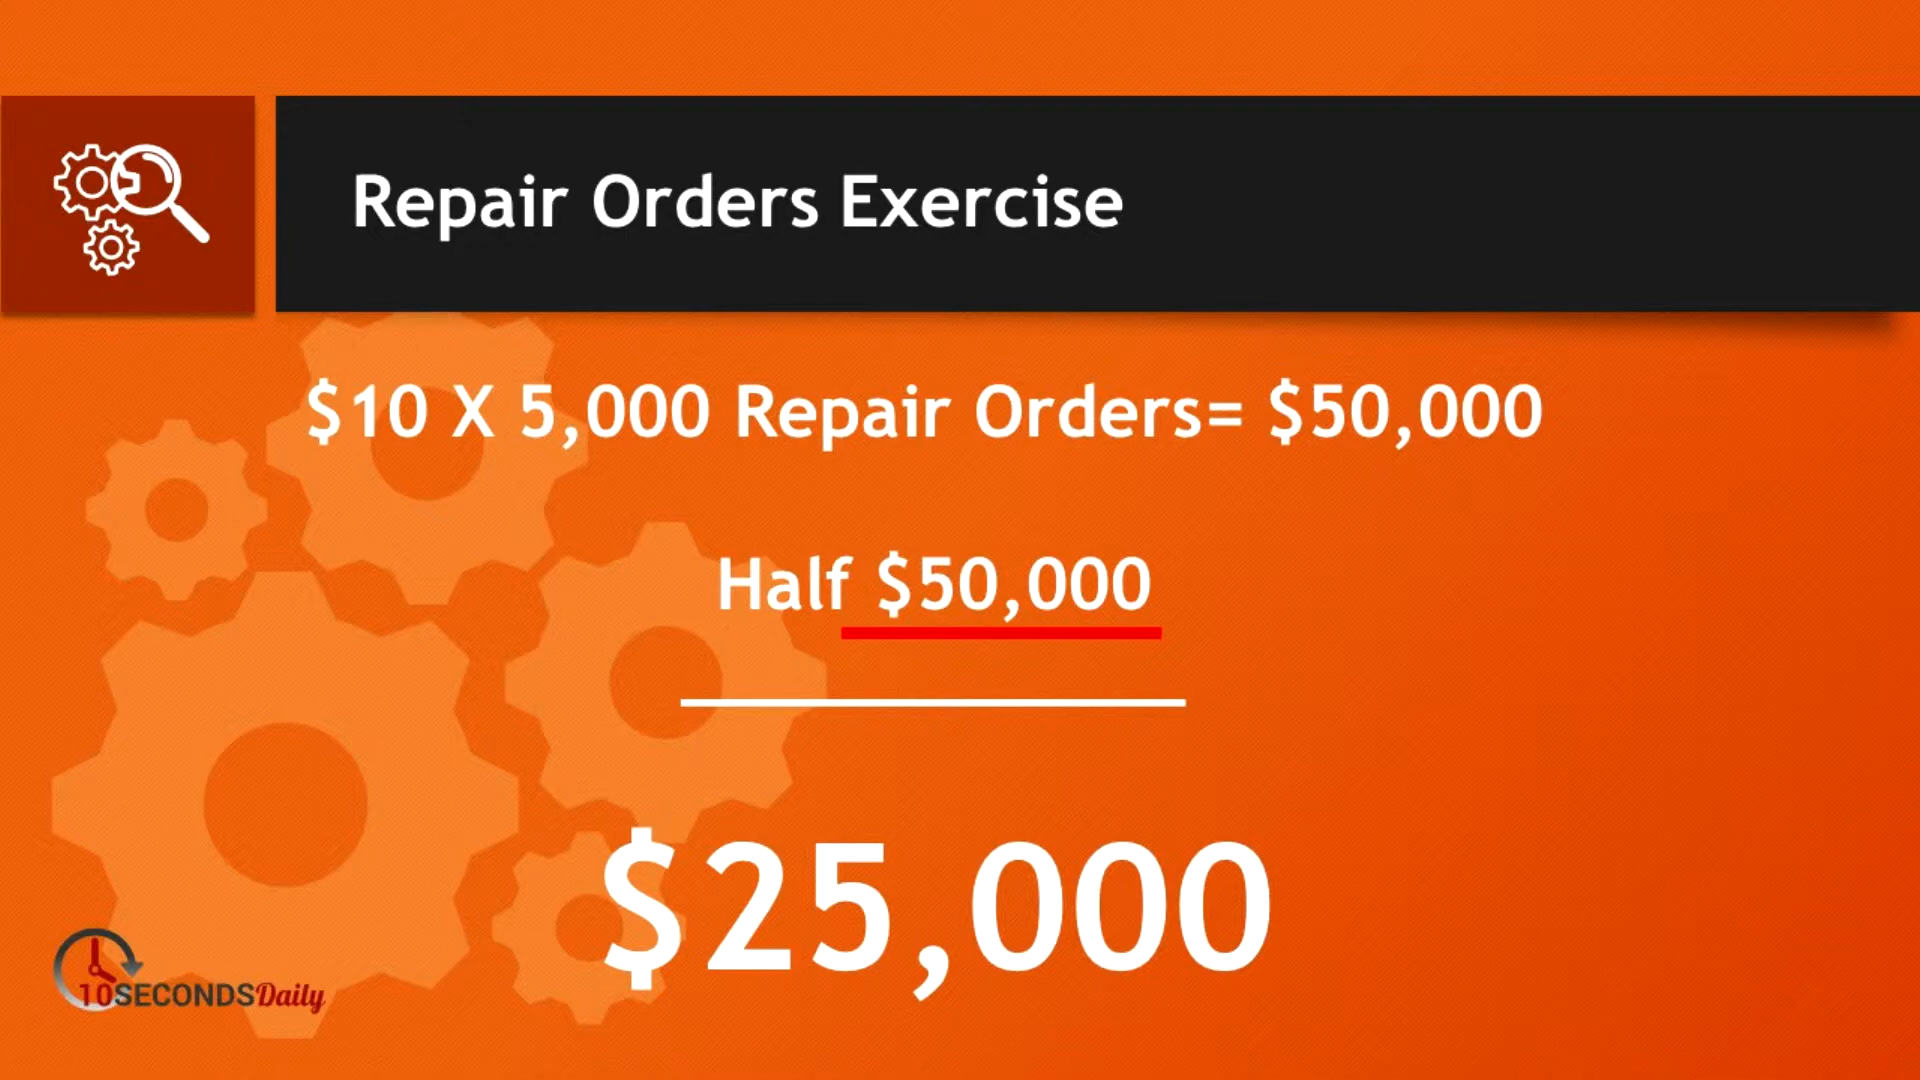 Repair Orders Exercise
$10 X 5,000 Repair Orders= $50,000
Half $50,000
$25,000
10SECONDSDaily